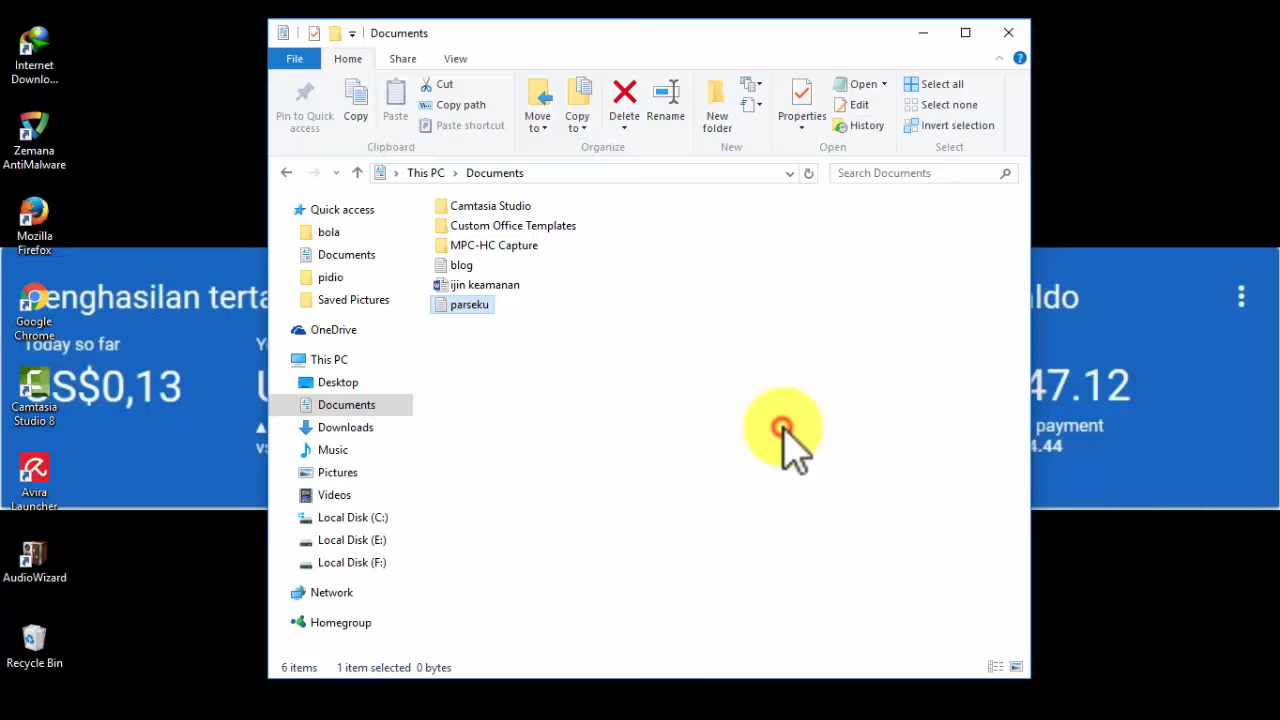 Internet
Downlo...
Zemana
AntiMalware
Mozilla
Firefox
Google
Chrome
Camtasia
Studio 8
Avira
Launcher
AudioWizard
Recycle Bin
enghasilan terta
Today so far
S$0,13
aldo
47.12
payment
.44
Documents
File
Home
Share
View
Pin to Quick
access
Copy
Paste
Cut
Copy path
Paste shortcut
Clipboard
Move
to
Copy
to
Delete
Rename
Organize
New
folder
New
Properties
Open
Edit
History
Open
Select all
Select none
Invert selection
Select
This PC > Documents
Search Documents
Quick access
bola
Documents
pidio
Saved Pictures
OneDrive
This PC
Desktop
Documents
Downloads
Music
Pictures
Videos
Local Disk (C:)
Local Disk (E:)
Local Disk (F:)
Network
Homegroup
Camtasia Studio
Custom Office Templates
MPC-HC Capture
blog
ijin keamanan
parseku
6 items
1 item selected 0 bytes